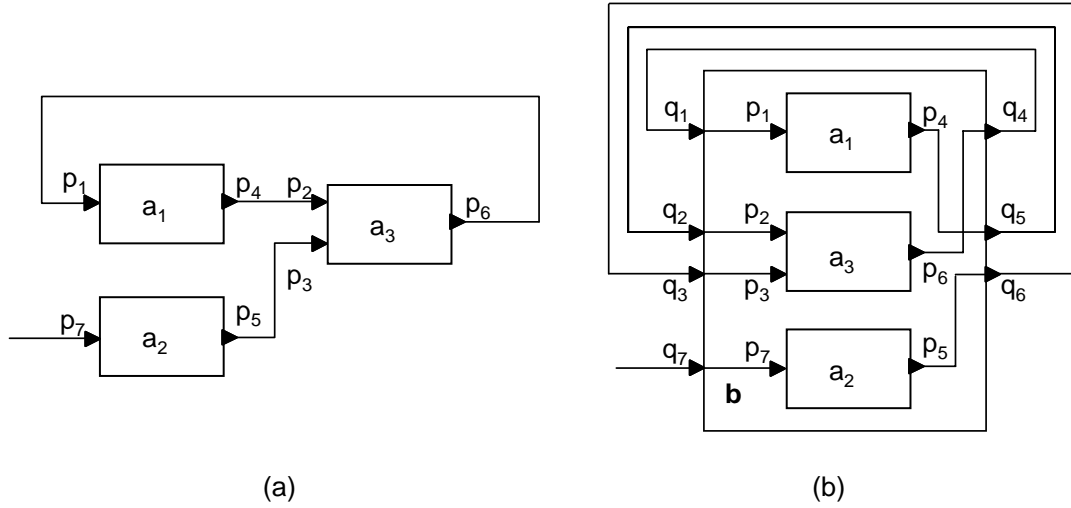 p₁ a₁ p₄ p₂ a₃ p₆
p₃
p₇ a₂ p₅
(a)
q₁ p₁ a₁ p₄ q₄
q₂ p₂ a₃ p₆ q₅
q₃ p₃ q₆
q₇ p₇ a₂ p₅
b
(b)